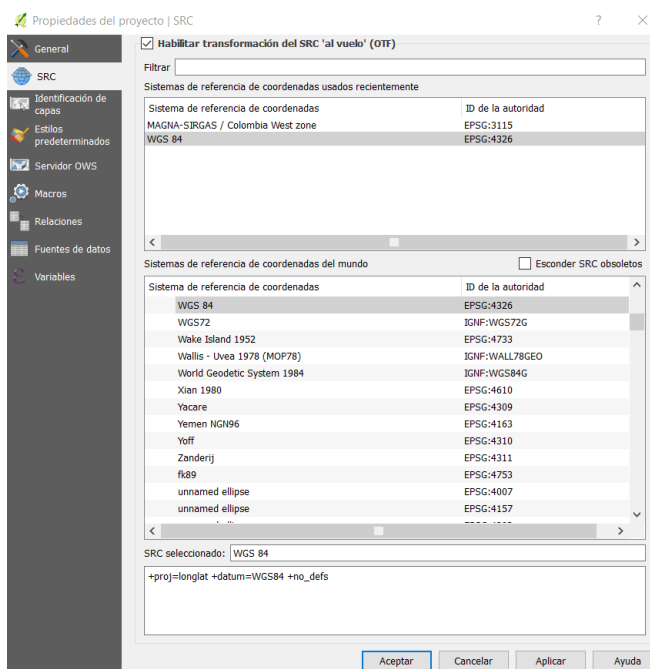 Propiedades del proyecto | SRC
General
SRC
Identificación de
capas
Estilos
predeterminados
Servidor OWS
Macros
Relaciones
Fuentes de datos
Variables
Habilitar transformación del SRC 'al vuelo' (OTF)
Filtrar
Sistemas de referencia de coordenadas usados recientemente
Sistema de referencia de coordenadas ID de la autoridad
MAGNA-SIRGAS / Colombia West zone EPSG:3115
WGS 84 EPSG:4326
Sistemas de referencia de coordenadas del mundo Esconder SRC obsoletos
Sistema de referencia de coordenadas ID de la autoridad
WGS 84 EPSG:4326
WGS72 IGNF:WGS72G
Wake Island 1952 EPSG:4733
Wallis - Uvea 1978 (MOP78) IGNF:WALL78GEO
World Geodetic System 1984 IGNF:WGS84G
Xian 1980 EPSG:4610
Yacare EPSG:4309
Yemen NGN96 EPSG:4163
Yoff EPSG:4310
Zanderij EPSG:4311
fk89 EPSG:4753
unnamed ellipse EPSG:4007
unnamed ellipse EPSG:4157
SRC seleccionado: WGS 84
+proj=longlat +datum=WGS84 +no_defs
Aceptar Cancelar Aplicar Ayuda